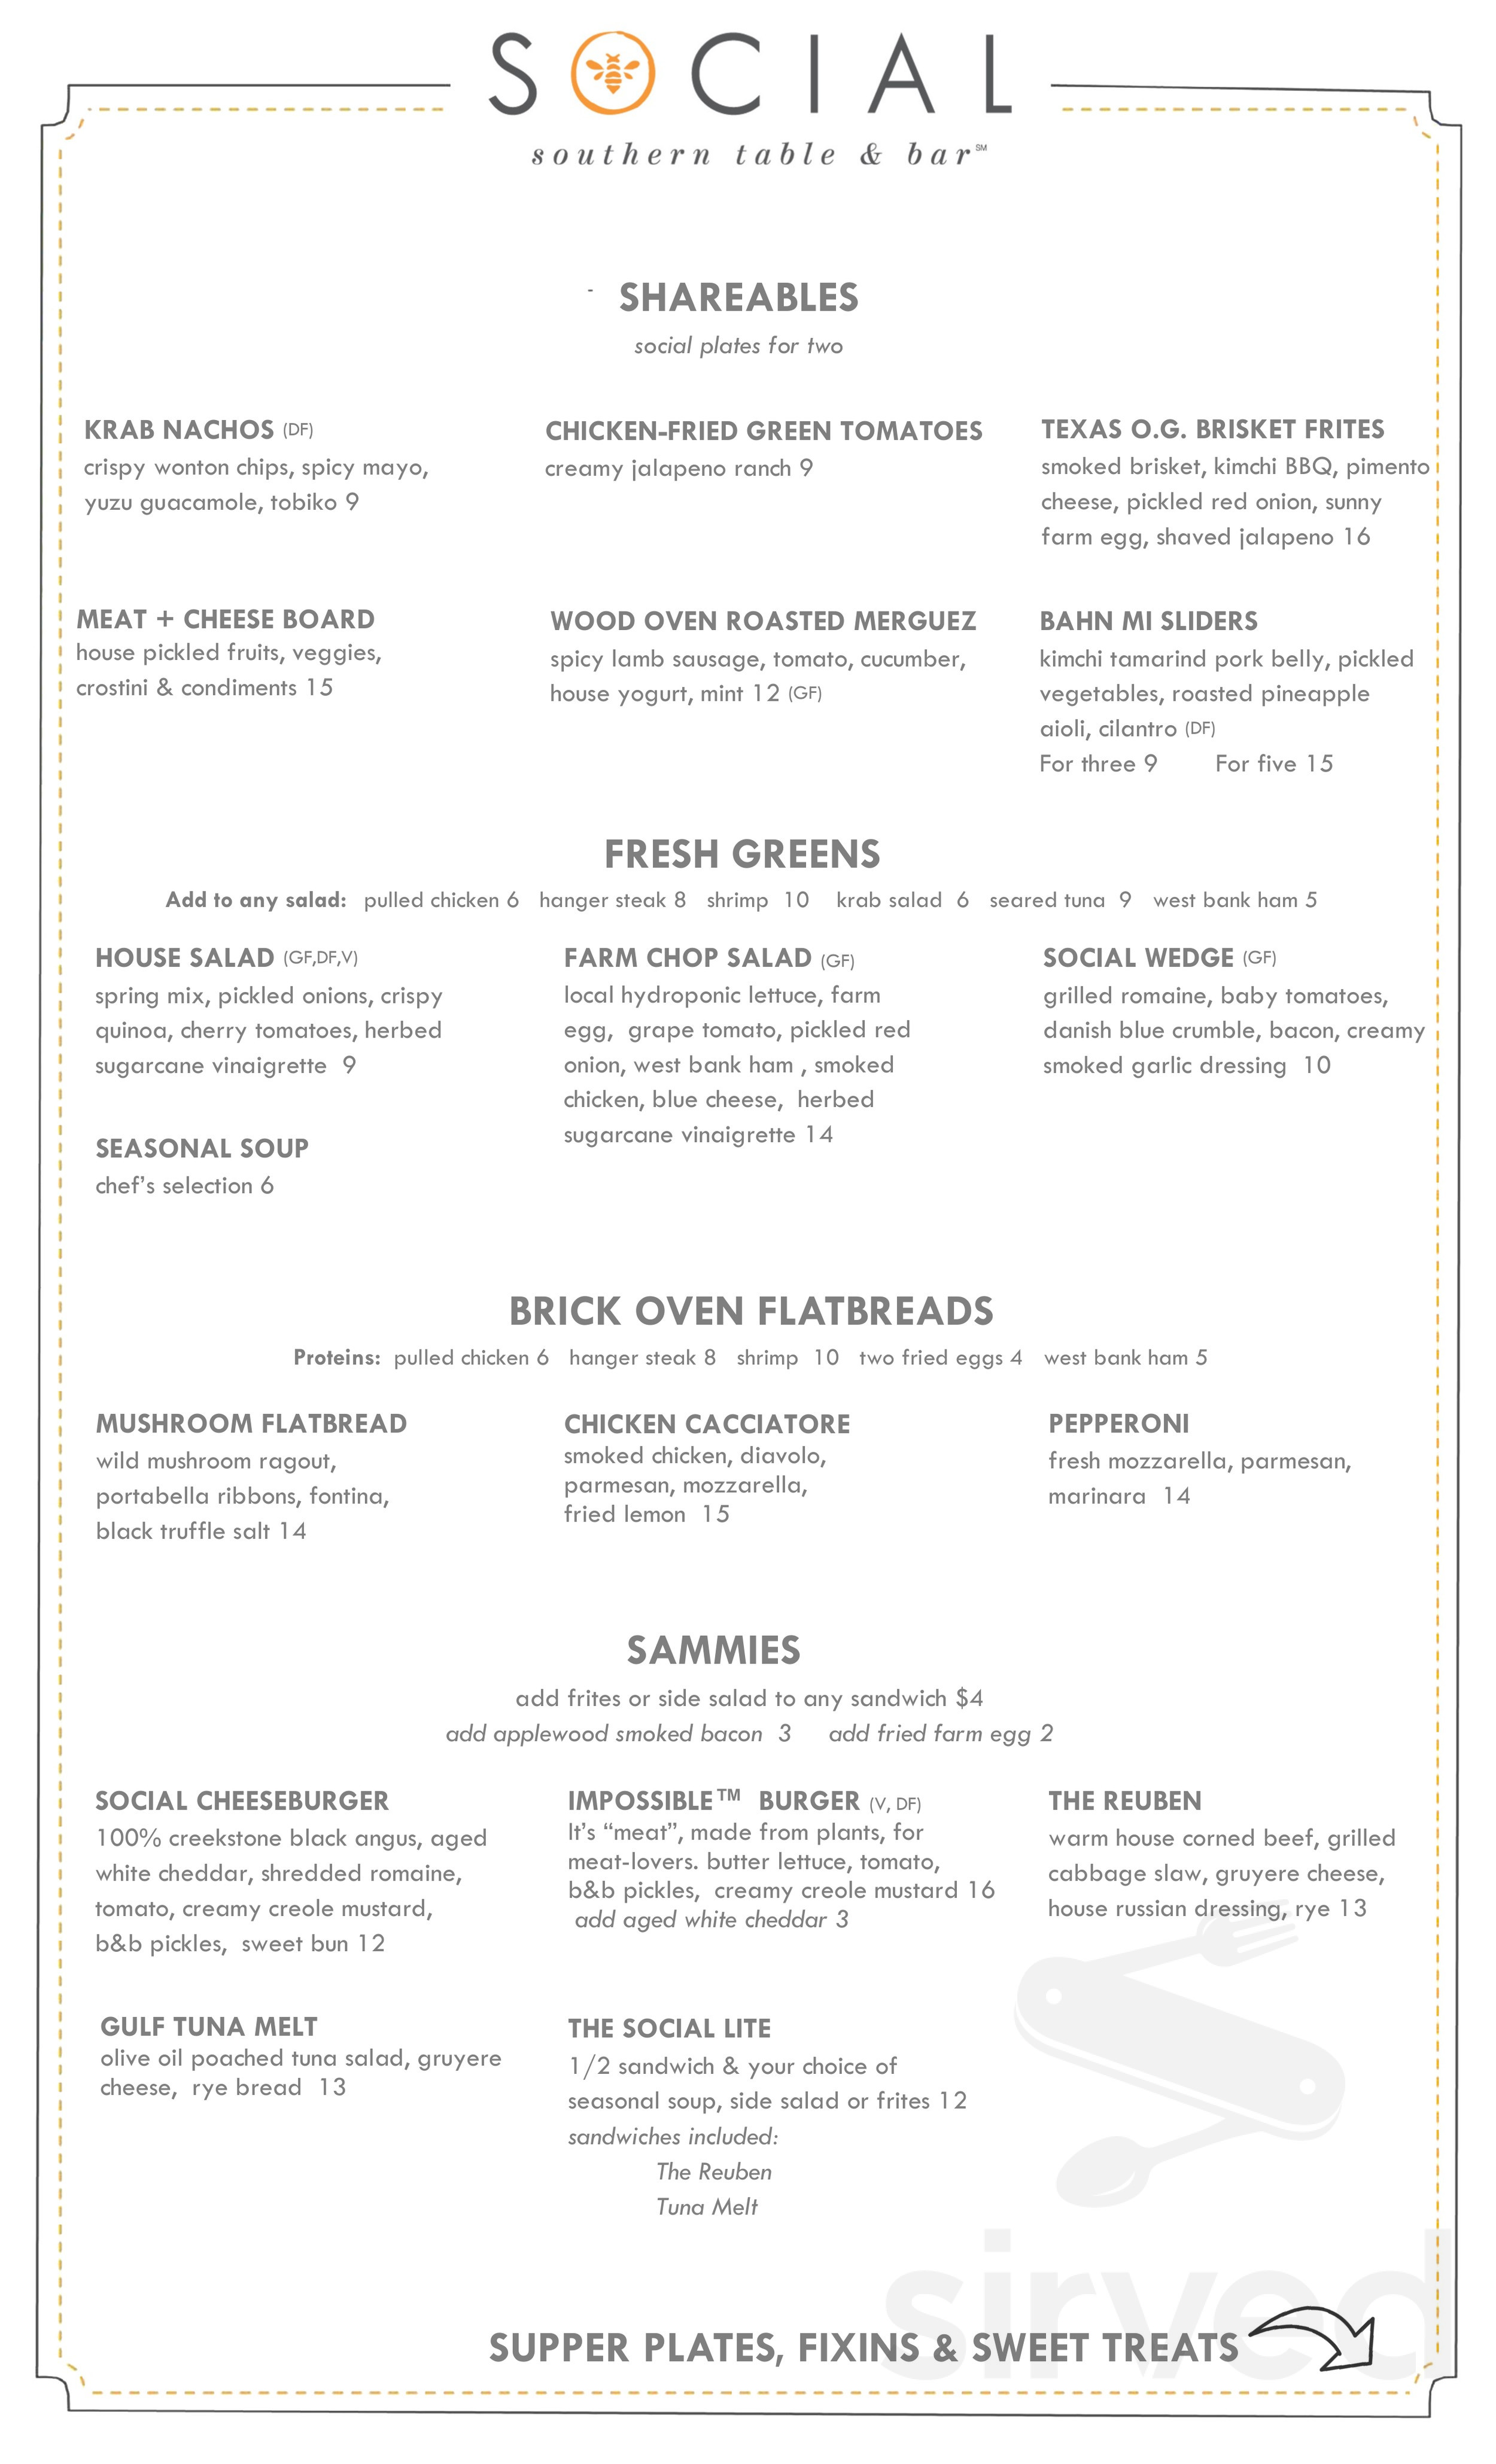 SOCIAL
southern table & bar℠
- SHAREABLES
social plates for two
KRAB NACHOS (DF)
crispy wonton chips, spicy mayo,
yuzu guacamole, tobiko 9
CHICKEN-FRIED GREEN TOMATOES
creamy jalapeno ranch 9
TEXAS O.G. BRISKET FRITES
smoked brisket, kimchi BBQ, pimento
cheese, pickled red onion, sunny
farm egg, shaved jalapeno 16
MEAT + CHEESE BOARD
house pickled fruits, veggies,
crostini & condiments 15
WOOD OVEN ROASTED MERGUEZ
spicy lamb sausage, tomato, cucumber,
house yogurt, mint 12 (GF)
BAHN MI SLIDERS
kimchi tamarind pork belly, pickled
vegetables, roasted pineapple
aioli, cilantro (DF)
For three 9 For five 15
FRESH GREENS
Add to any salad: pulled chicken 6 hanger steak 8 shrimp 10 krab salad 6 seared tuna 9 west bank ham 5
HOUSE SALAD (GF,DF,V)
spring mix, pickled onions, crispy
quinoa, cherry tomatoes, herbed
sugarcane vinaigrette 9
SEASONAL SOUP
chef’s selection 6
FARM CHOP SALAD (GF)
local hydroponic lettuce, farm
egg, grape tomato, pickled red
onion, west bank ham , smoked
chicken, blue cheese, herbed
sugarcane vinaigrette 14
SOCIAL WEDGE (GF)
grilled romaine, baby tomatoes,
danish blue crumble, bacon, creamy
smoked garlic dressing 10
BRICK OVEN FLATBREADS
Proteins: pulled chicken 6 hanger steak 8 shrimp 10 two fried eggs 4 west bank ham 5
MUSHROOM FLATBREAD
wild mushroom ragout,
portabella ribbons, fontina,
black truffle salt 14
CHICKEN CACCIATORE
smoked chicken, diavolo,
parmesan, mozzarella,
fried lemon 15
PEPPERONI
fresh mozzarella, parmesan,
marinara 14
SAMMIES
add frites or side salad to any sandwich $4
add applewood smoked bacon 3 add fried farm egg 2
SOCIAL CHEESEBURGER
100% creekstone black angus, aged
white cheddar, shredded romaine,
tomato, creamy creole mustard,
b&b pickles, sweet bun 12
IMPOSSIBLE™ BURGER (V, DF)
It’s “meat”, made from plants, for
meat-lovers. butter lettuce, tomato,
b&b pickles, creamy creole mustard 16
add aged white cheddar 3
THE REUBEN
warm house corned beef, grilled
cabbage slaw, gruyere cheese,
house russian dressing, rye 13
GULF TUNA MELT
olive oil poached tuna salad, gruyere
cheese, rye bread 13
THE SOCIAL LITE
1/2 sandwich & your choice of
seasonal soup, side salad or frites 12
sandwiches included:
The Reuben
Tuna Melt
sirved
SUPPER PLATES, FIXINS & SWEET TREATS